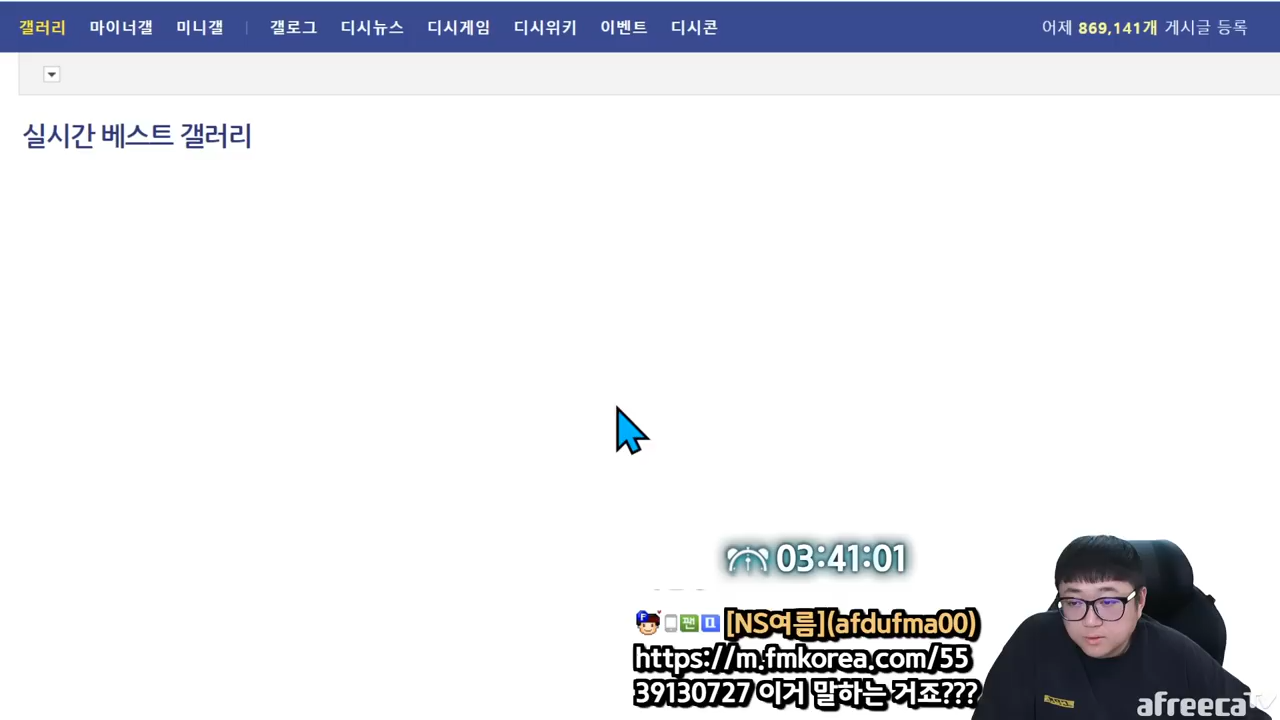 갤러리 마이너갤 미니갤 | 갤로그 디시뉴스 디시게임 디시위키 이벤트 디시콘 어제 869,141개 게시글 등록
실시간 베스트 갤러리
03:41:01
F 짼 [NS여름](afdufma00)
https://m.fmkorea.com/55
39130727 이거 말하는 거죠???
afreecaTV